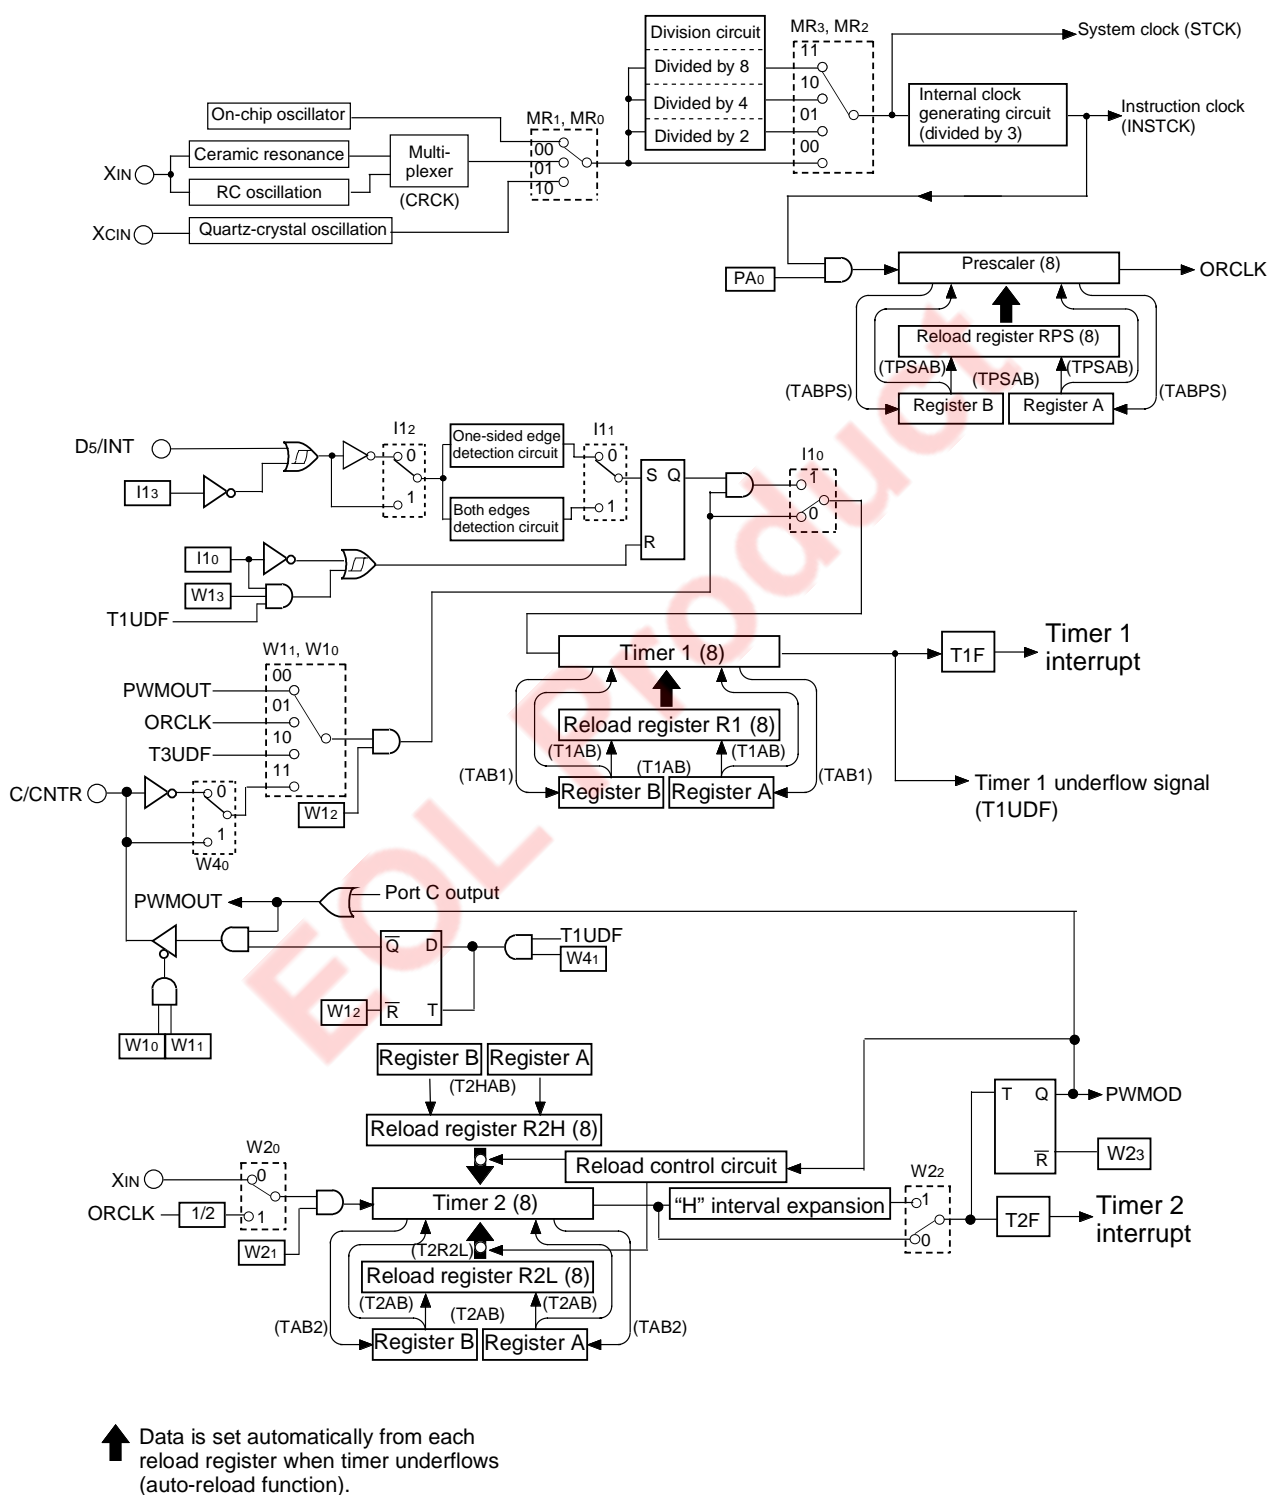 Division circuit
MR3, MR2
System clock (STCK)
11
Divided by 8
10
Divided by 4
01
Divided by 2
00
Internal clock
generating circuit
(divided by 3)
Instruction clock
(INSTCK)
On-chip oscillator
MR1, MR0
Ceramic resonance
Multi-
plexer
00
01
10
XIN
RC oscillation
(CRCK)
XCIN
Quartz-crystal oscillation
PA0
Prescaler (8)
ORCLK
Reload register RPS (8)
(TPSAB)
(TPSAB)
(TPSAB)
(TABPS)
(TABPS)
Register B
Register A
D5/INT
I12
One-sided edge
detection circuit
I11
I10
0
0
1
S
Q
I13
1
Both edges
detection circuit
1
0
R
I10
W13
T1UDF
W11, W10
Timer 1 (8)
T1F
Timer 1
interrupt
PWMOUT
00
ORCLK
01
T3UDF
10
11
Reload register R1 (8)
(T1AB)
(T1AB)
(T1AB)
(TAB1)
(TAB1)
Register B
Register A
Timer 1 underflow signal
(T1UDF)
C/CNTR
0
1
W40
W12
PWMOUT
Port C output
Q
D
T1UDF
W41
W12
R
T
W10
W11
Register B
Register A
(T2HAB)
Reload register R2H (8)
T
Q
PWMOD
R
W23
W20
Reload control circuit
W22
XIN
0
Timer 2 (8)
“H” interval expansion
1
ORCLK
1/2
1
0
T2F
Timer 2
interrupt
W21
(T2R2L)
Reload register R2L (8)
(T2AB)
(T2AB)
(T2AB)
(TAB2)
(TAB2)
Register B
Register A
Data is set automatically from each
reload register when timer underflows
(auto-reload function).
EOL Product